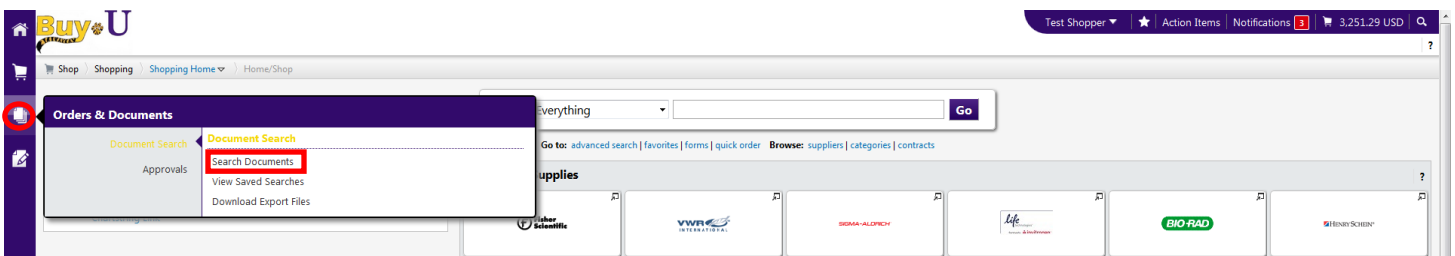 Buy U
Test Shopper Action Items Notifications 3 3,251.29 USD
?
Shop Shopping Shopping Home Home/Shop
Orders & Documents
Everything Go
Document Search Document Search
Go to: advanced search | favorites | forms | quick order Browse: suppliers | categories | contracts
Search Documents
Approvals
upplies ?
View Saved Searches
Download Export Files
Fisher Scientific
VWR INTERNATIONAL
SIGMA-ALDRICH
life
BIO-RAD
HENRY SCHEIN®